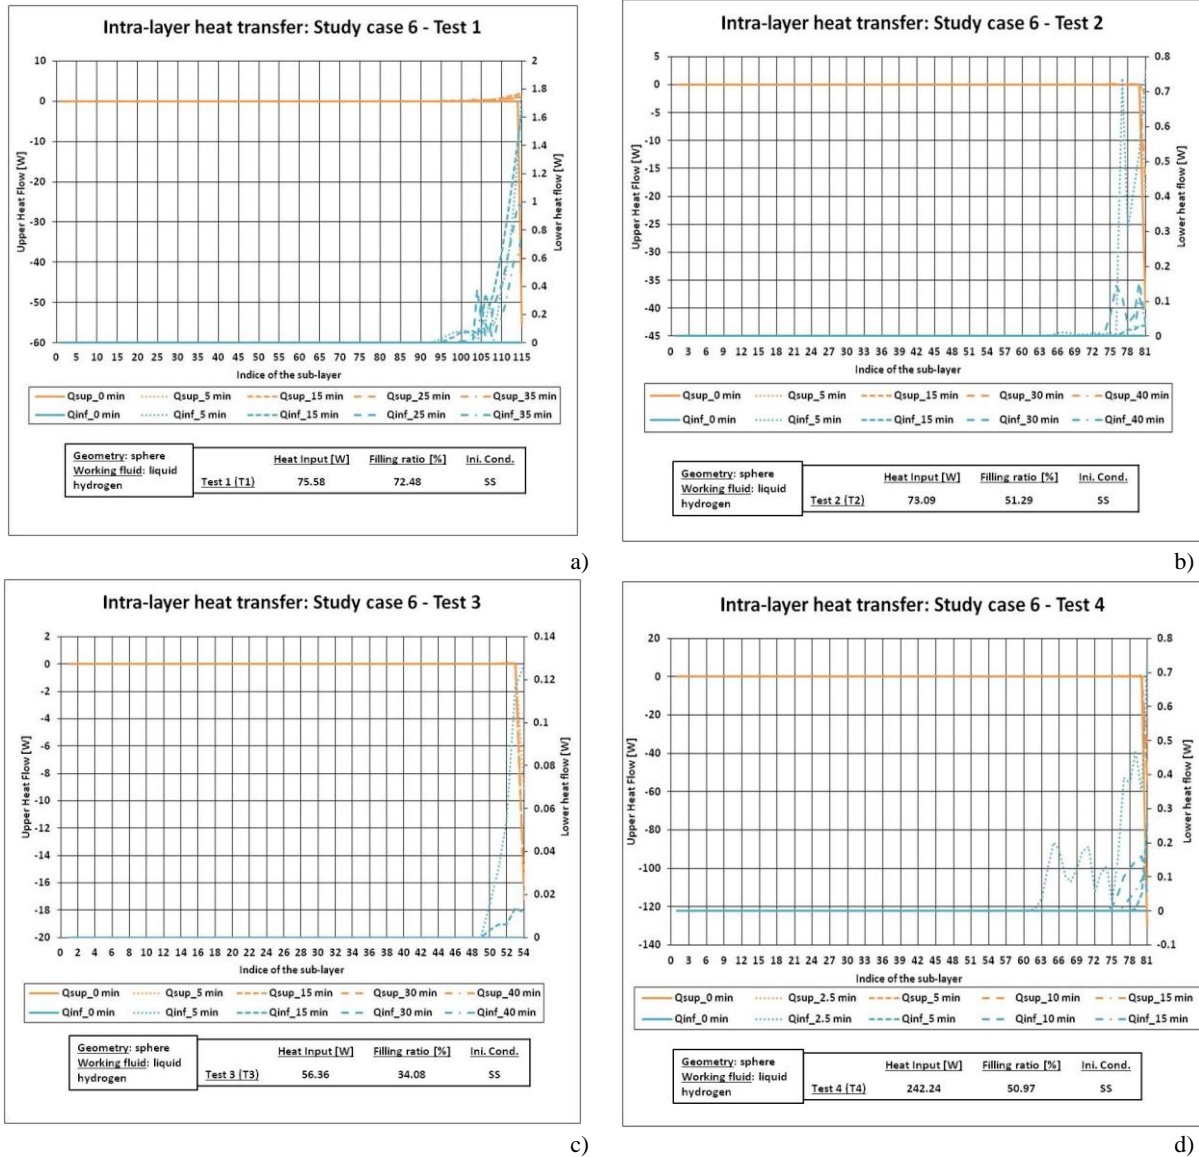 Intra-layer heat transfer: Study case 6 - Test 1
10
0
-10
-20
-30
-40
-50
-60
2
1.8
1.6
1.4
1.2
1
0.8
0.6
0.4
0.2
0
Upper Heat Flow [W]
Lower heat flow [W]
0 5 10 15 20 25 30 35 40 45 50 55 60 65 70 75 80 85 90 95 100 105 110 115
Indice of the sub-layer
Qsup_0 min Qsup_5 min Qsup_15 min Qsup_25 min Qsup_35 min
Qinf_0 min Qinf_5 min Qinf_15 min Qinf_25 min Qinf_35 min
Geometry: sphere
Working fluid: liquid
hydrogen
Heat Input [W] Filling ratio [%] Ini. Cond.
Test 1 (T1) 75.58 72.48 SS
a)
Intra-layer heat transfer: Study case 6 - Test 2
5
0
-5
-10
-15
-20
-25
-30
-35
-40
-45
0.8
0.7
0.6
0.5
0.4
0.3
0.2
0.1
0
Upper Heat Flow [W]
Lower heat flow [W]
0 3 6 9 12 15 18 21 24 27 30 33 36 39 42 45 48 51 54 57 60 63 66 69 72 75 78 81
Indice of the sub-layer
Qsup_0 min Qsup_5 min Qsup_15 min Qsup_30 min Qsup_40 min
Qinf_0 min Qinf_5 min Qinf_15 min Qinf_30 min Qinf_40 min
Geometry: sphere
Working fluid: liquid
hydrogen
Heat Input [W] Filling ratio [%] Ini. Cond.
Test 2 (T2) 73.09 51.29 SS
b)
Intra-layer heat transfer: Study case 6 - Test 3
2
0
-2
-4
-6
-8
-10
-12
-14
-16
-18
-20
0.14
0.12
0.1
0.08
0.06
0.04
0.02
0
Upper Heat Flow [W]
Lower heat flow [W]
0 2 4 6 8 10 12 14 16 18 20 22 24 26 28 30 32 34 36 38 40 42 44 46 48 50 52 54
Indice of the sub-layer
Qsup_0 min Qsup_5 min Qsup_15 min Qsup_30 min Qsup_40 min
Qinf_0 min Qinf_5 min Qinf_15 min Qinf_30 min Qinf_40 min
Geometry: sphere
Working fluid: liquid
hydrogen
Heat Input [W] Filling ratio [%] Ini. Cond.
Test 3 (T3) 56.36 34.08 SS
c)
Intra-layer heat transfer: Study case 6 - Test 4
20
0
-20
-40
-60
-80
-100
-120
-140
0.8
0.7
0.6
0.5
0.4
0.3
0.2
0.1
0
-0.1
Upper Heat Flow [W]
Lower heat flow [W]
0 3 6 9 12 15 18 21 24 27 30 33 36 39 42 45 48 51 54 57 60 63 66 69 72 75 78 81
Indice of the sub-layer
Qsup_0 min Qsup_2.5 min Qsup_5 min Qsup_10 min Qsup_15 min
Qinf_0 min Qinf_2.5 min Qinf_5 min Qinf_10 min Qinf_15 min
Geometry: sphere
Working fluid: liquid
hydrogen
Heat Input [W] Filling ratio [%] Ini. Cond.
Test 4 (T4) 242.24 50.97 SS
d)